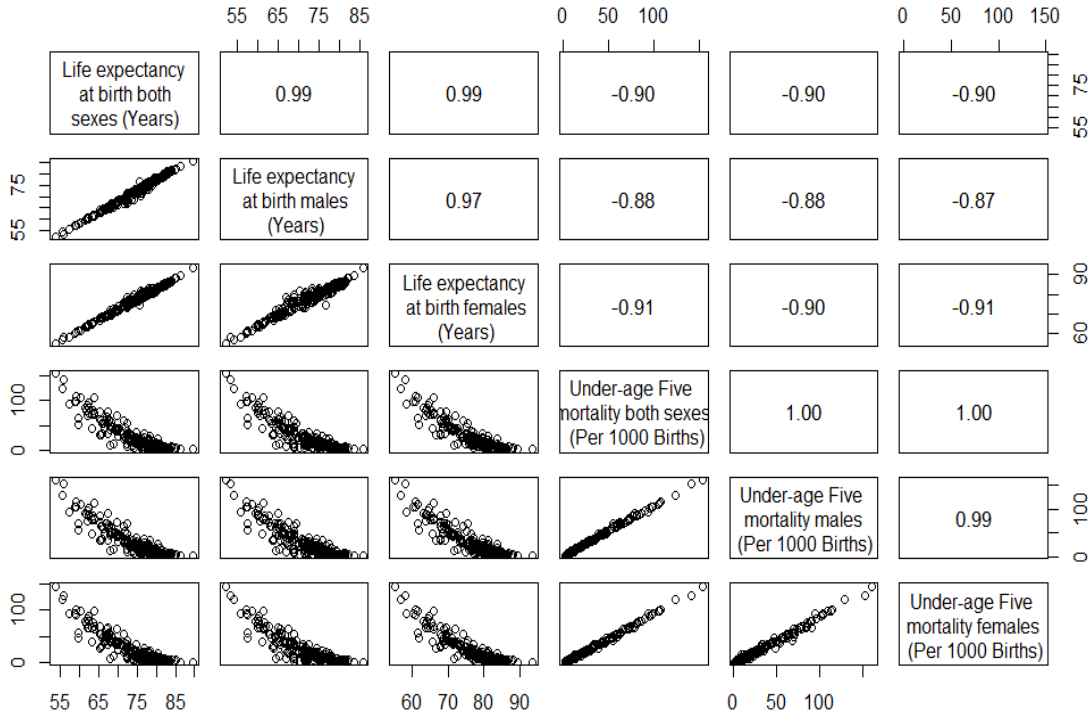 55 65 75 85 0 50 100 0 50 100 150
Life expectancy
at birth both
sexes (Years)
0.99 0.99 -0.90 -0.90 -0.90
55 75
55 75
Life expectancy
at birth males
(Years)
0.97 -0.88 -0.88 -0.87
Life expectancy
at birth females
(Years)
-0.91 -0.90 -0.91
60 90
0 100
Under-age Five
mortality both sexes
(Per 1000 Births)
1.00 1.00
Under-age Five
mortality males
(Per 1000 Births)
0.99
0 100
0 100
Under-age Five
mortality females
(Per 1000 Births)
55 65 75 85 60 70 80 90 0 50 100